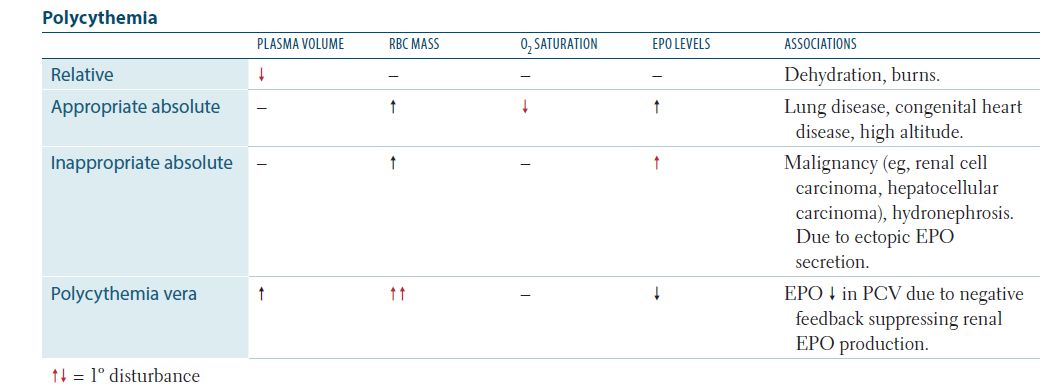 Polycythemia
PLASMA VOLUME RBC MASS O₂ SATURATION EPO LEVELS ASSOCIATIONS
Relative ↓ – – – Dehydration, burns.
Appropriate absolute – ↑ ↓ ↑ Lung disease, congenital heart
disease, high altitude.
Inappropriate absolute – ↑ – ↑ Malignancy (eg, renal cell
carcinoma, hepatocellular
carcinoma), hydronephrosis.
Due to ectopic EPO
secretion.
Polycythemia vera ↑ ↑↑ – ↓ EPO ↓ in PCV due to negative
feedback suppressing renal
EPO production.
↑↓ = 1° disturbance